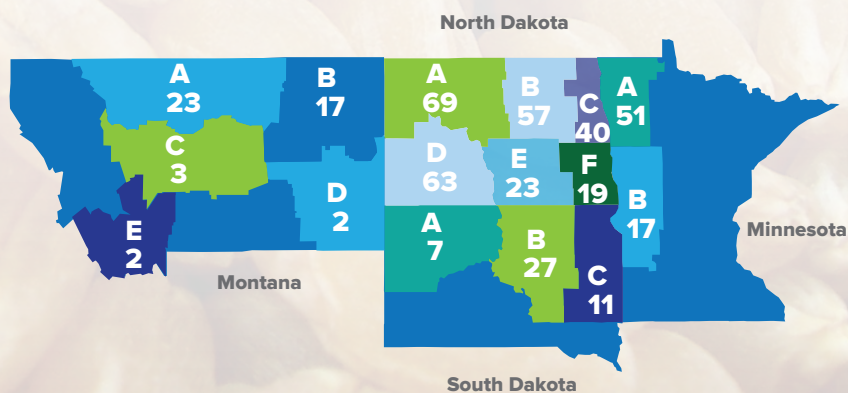 North Dakota
A
23
B
17
C
3
D
2
E
2
Montana
A
69
B
57
C
40
D
63
E
23
F
19
A
51
B
17
Minnesota
A
7
B
27
C
11
South Dakota